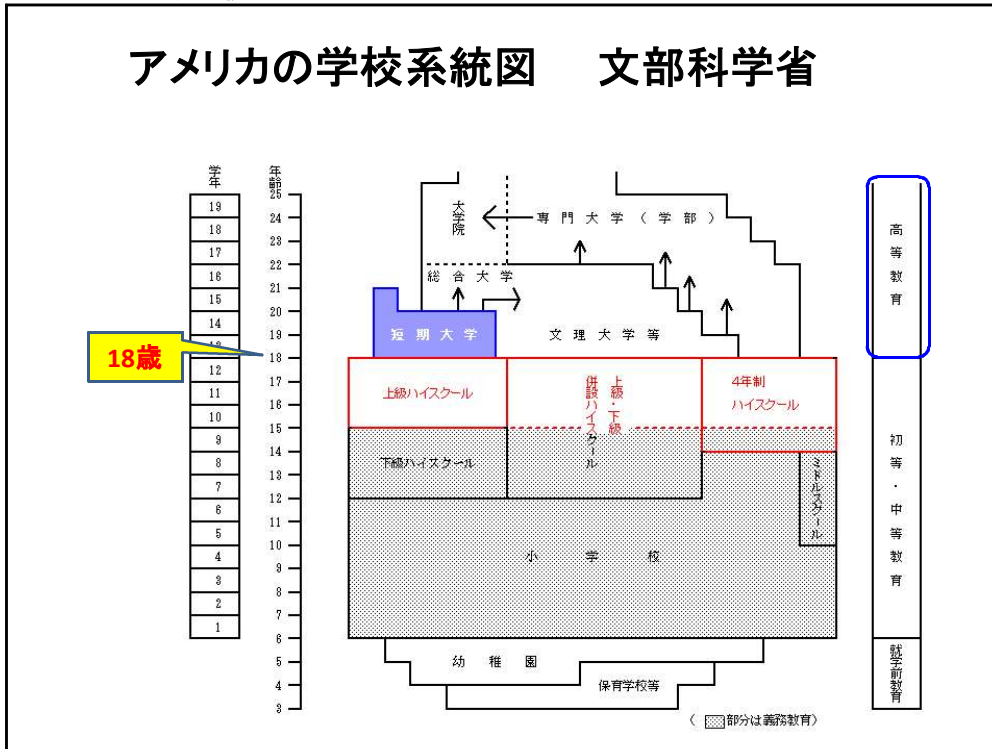 アメリカの学校系統図 文部科学省
学年
年齢
25
19
24
18
23
17
22
16
21
15
20
14
19
18
12
17
11
16
10
15
9
14
8
13
7
12
6
11
5
10
4
9
3
8
2
7
1
6
5
4
3
18歳
大学院
専門大学(学部)
総合大学
短期大学
文理大学等
上級ハイスクール
上級・下級
併設ハイスクール
4年制
ハイスクール
下級ハイスクール
ミドルスクール
小学校
幼稚園
保育学校等
高等教育
初等・中等教育
就学前教育
(部分は義務教育)